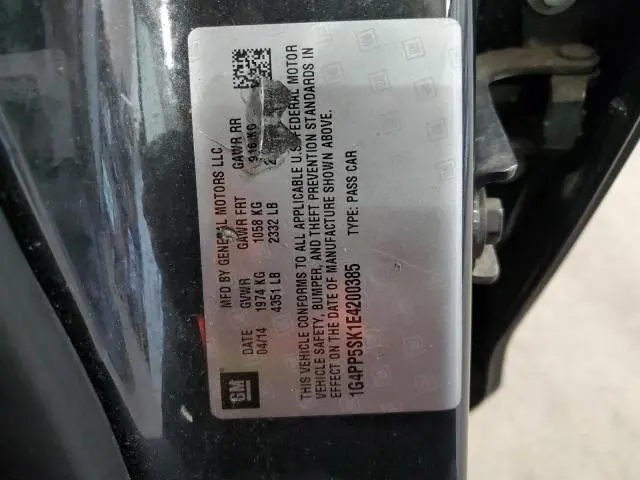 GM
MFD BY GENERAL MOTORS LLC
DATE GVWR GAWR FRT GAWR RR
04/14 1974 KG 1058 KG 916 KG
4351 LB 2332 LB
THIS VEHICLE CONFORMS TO ALL APPLICABLE U.S. FEDERAL MOTOR
VEHICLE SAFETY, BUMPER, AND THEFT PREVENTION STANDARDS IN
EFFECT ON THE DATE OF MANUFACTURE SHOWN ABOVE.
1G4PP5SK1E4200385 TYPE: PASS CAR